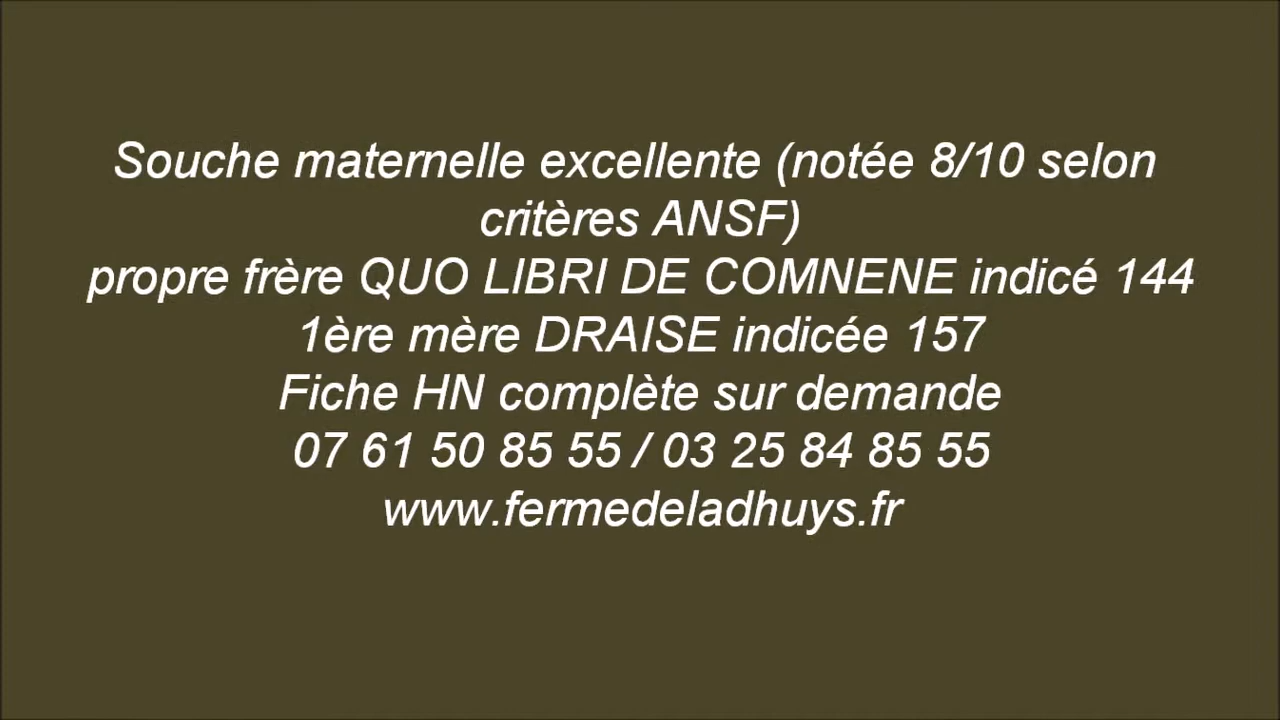 Souche maternelle excellente (notée 8/10 selon
critères ANSF)
propre frère QUO LIBRI DE COMNENE indicé 144
1ère mère DRAISE indicée 157
Fiche HN complète sur demande
07 61 50 85 55 / 03 25 84 85 55
www.fermedeladhuys.fr